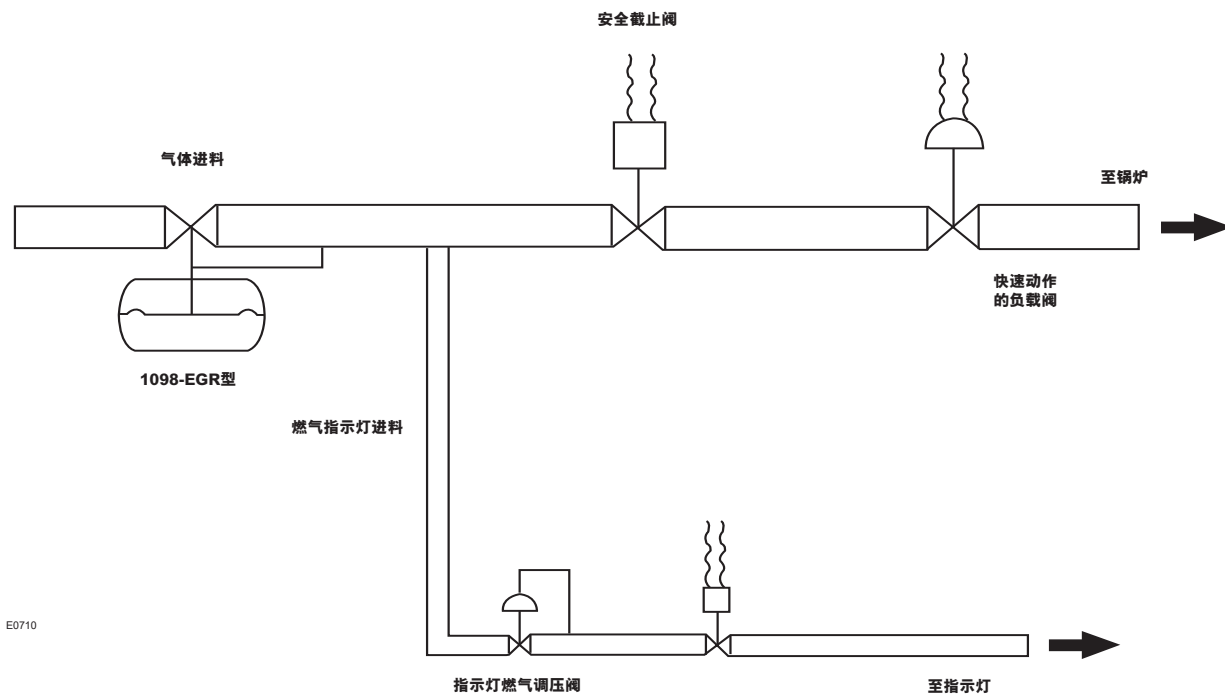 安全截止阀
气体进料
至锅炉
快速动作
的负载阀
1098-EGR型
燃气指示灯进料
E0710
指示灯燃气调压阀
至指示灯